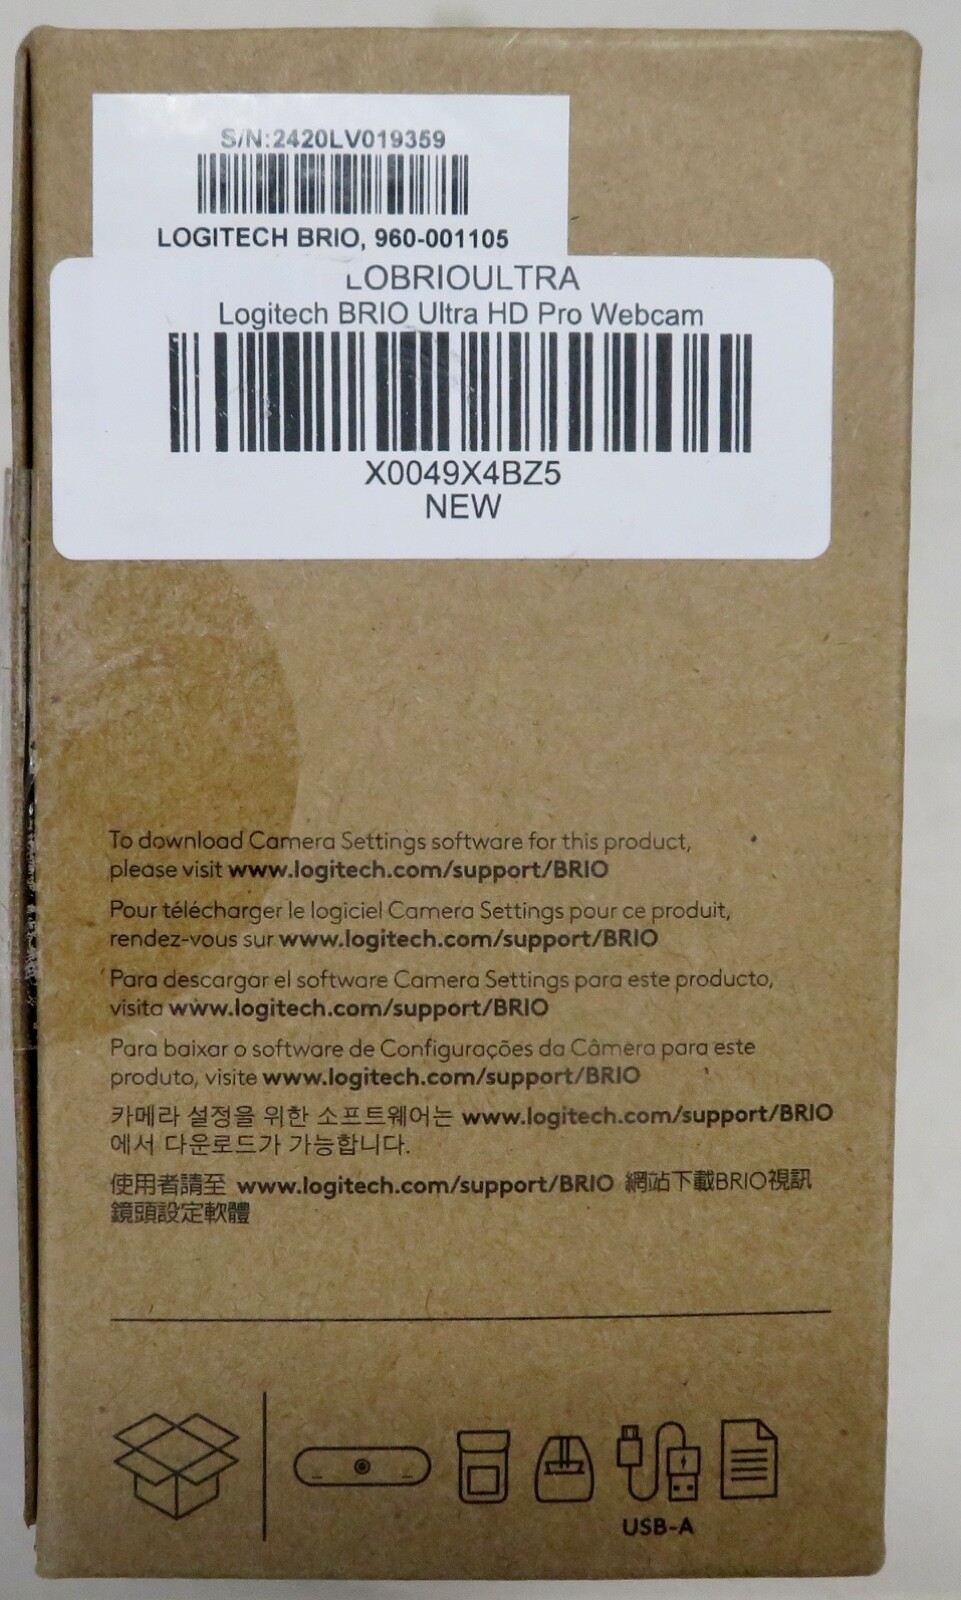 S/N:2420LV019359
LOGITECH BRIO, 960-001105
LOBRIOULTRA
Logitech BRIO Ultra HD Pro Webcam
X0049X4BZ5
NEW
To download Camera Settings software for this product,
please visit www.logitech.com/support/BRIO
Pour télécharger le logiciel Camera Settings pour ce produit,
rendez-vous sur www.logitech.com/support/BRIO
Para descargar el software Camera Settings para este producto,
visita www.logitech.com/support/BRIO
Para baixar o software de Configurações da Câmera para este
produto, visite www.logitech.com/support/BRIO
카메라 설정을 위한 소프트웨어는 www.logitech.com/support/BRIO
에서 다운로드가 가능합니다.
使用者請至 www.logitech.com/support/BRIO 網站下載BRIO視訊
鏡頭設定軟體
USB-A